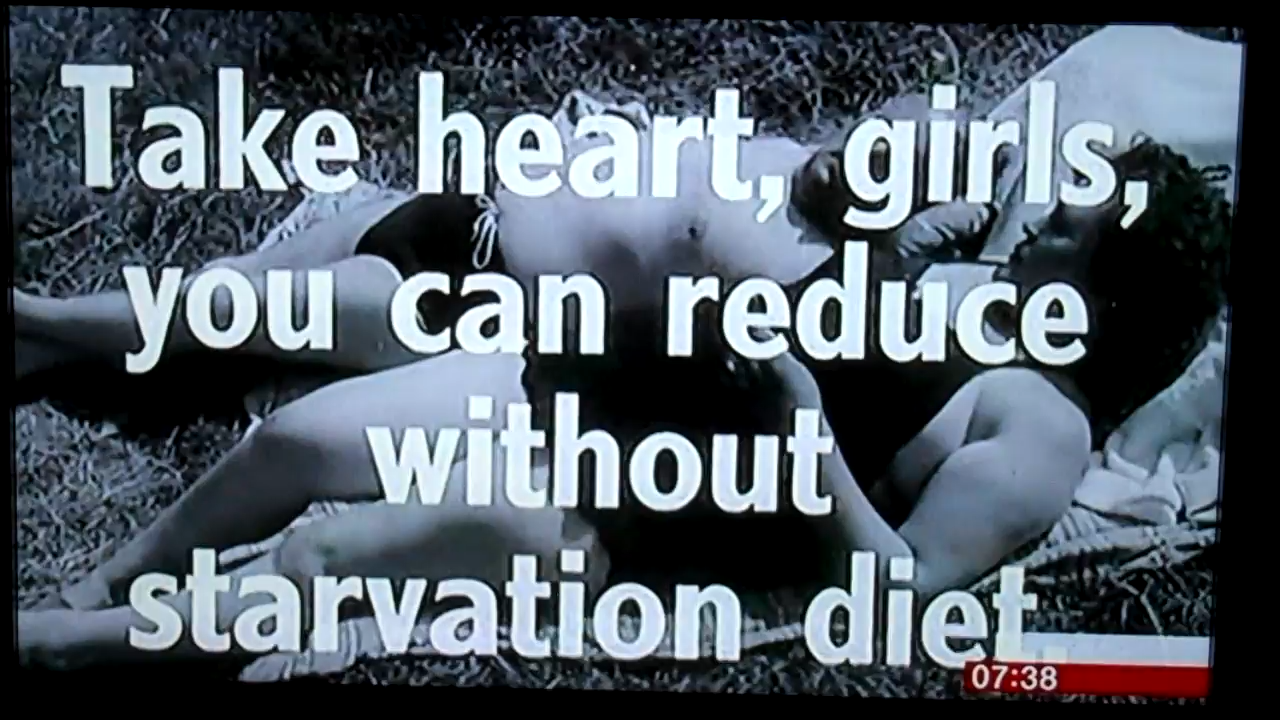 Take heart, girls,
you can reduce
without
starvation diet.
07:38